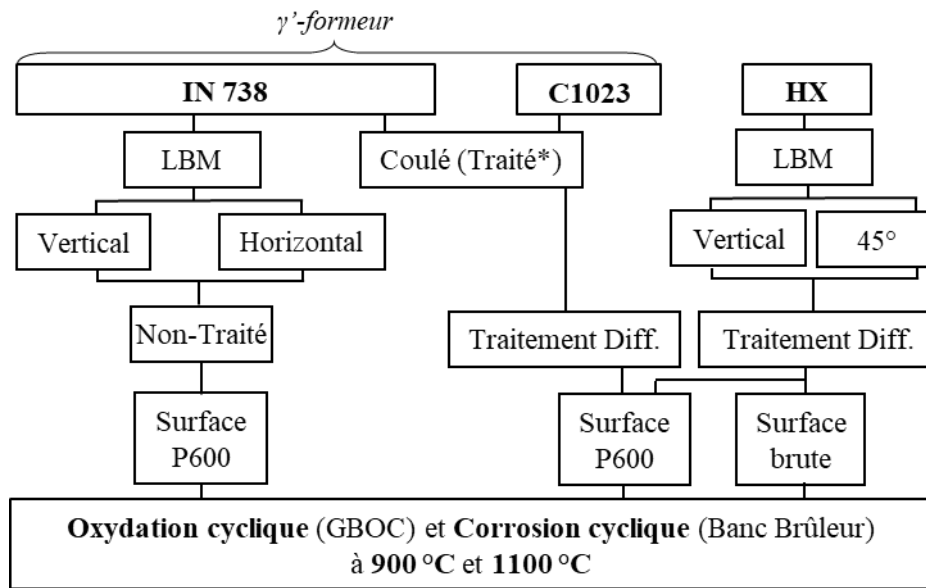 γ’-formeur
IN 738
C1023
HX
LBM
Coulé (Traité*)
LBM
Vertical
Horizontal
Vertical
45°
Non-Traité
Traitement Diff.
Traitement Diff.
Surface
P600
Surface
P600
Surface
brute
Oxydation cyclique (GBOC) et Corrosion cyclique (Banc Brûleur)
à 900 °C et 1100 °C